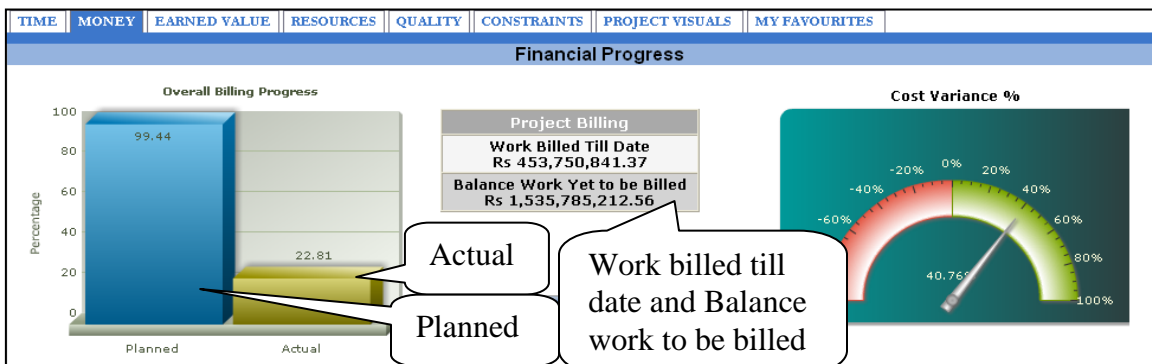 TIME MONEY EARNED VALUE RESOURCES QUALITY CONSTRAINTS PROJECT VISUALS MY FAVOURITES
Financial Progress
Overall Billing Progress
Percentage
100
80
60
40
20
0
99.44
22.81
Planned
Actual
Actual
Planned
Project Billing
Work Billed Till Date
Rs 453,750,841.37
Balance Work Yet to be Billed
Rs 1,535,785,212.56
Work billed till
date and Balance
work to be billed
Cost Variance %
-60%
-40%
-20%
0%
20%
40%
60%
80%
100%